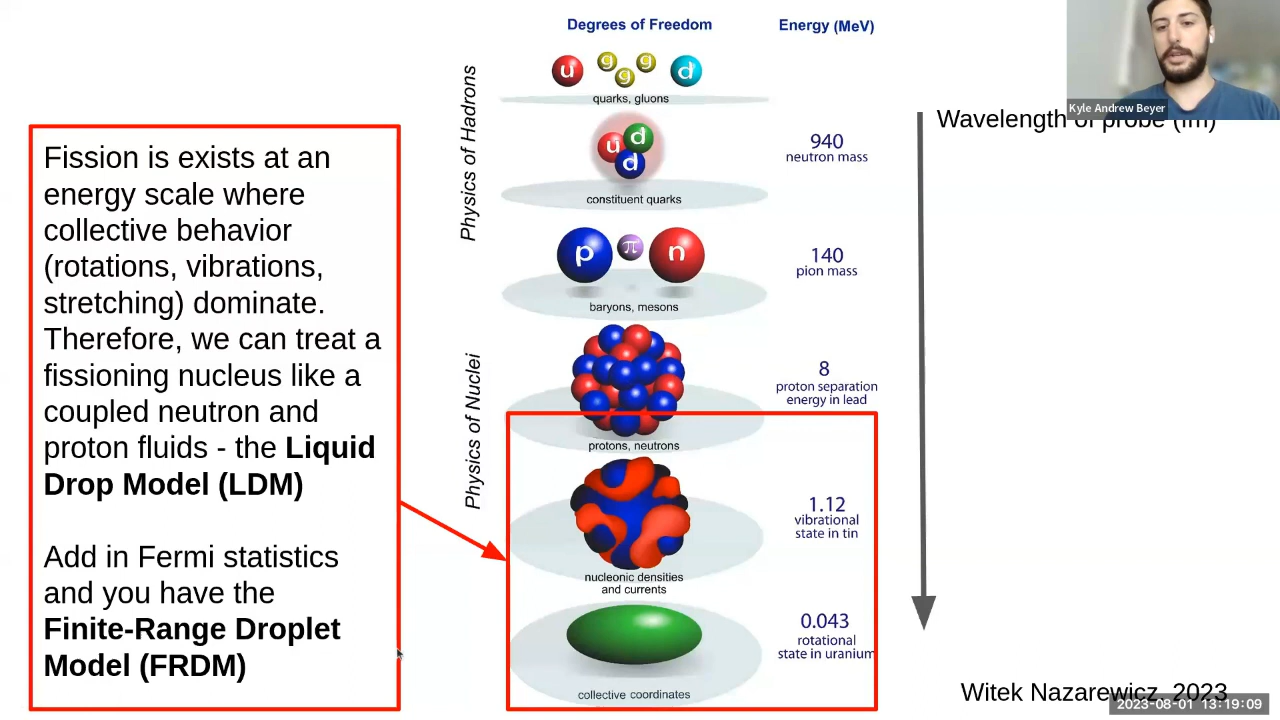 Degrees of Freedom
Energy (MeV)
u
g
g
g
d
quarks, gluons
Kyle Andrew Beyer
Wavelength of probe (fm)
Physics of Hadrons
u
d
d
constituent quarks
940
neutron mass
p
π
n
baryons, mesons
140
pion mass
Physics of Nuclei
8
proton separation
energy in lead
protons, neutrons
1.12
vibrational
state in tin
nucleonic densities
and currents
0.043
rotational
state in uranium
collective coordinates
Fission is exists at an
energy scale where
collective behavior
(rotations, vibrations,
stretching) dominate.
Therefore, we can treat a
fissioning nucleus like a
coupled neutron and
proton fluids - the Liquid
Drop Model (LDM)
Add in Fermi statistics
and you have the
Finite-Range Droplet
Model (FRDM)
Witek Nazarewicz, 2023
2023-08-01 13:19:09